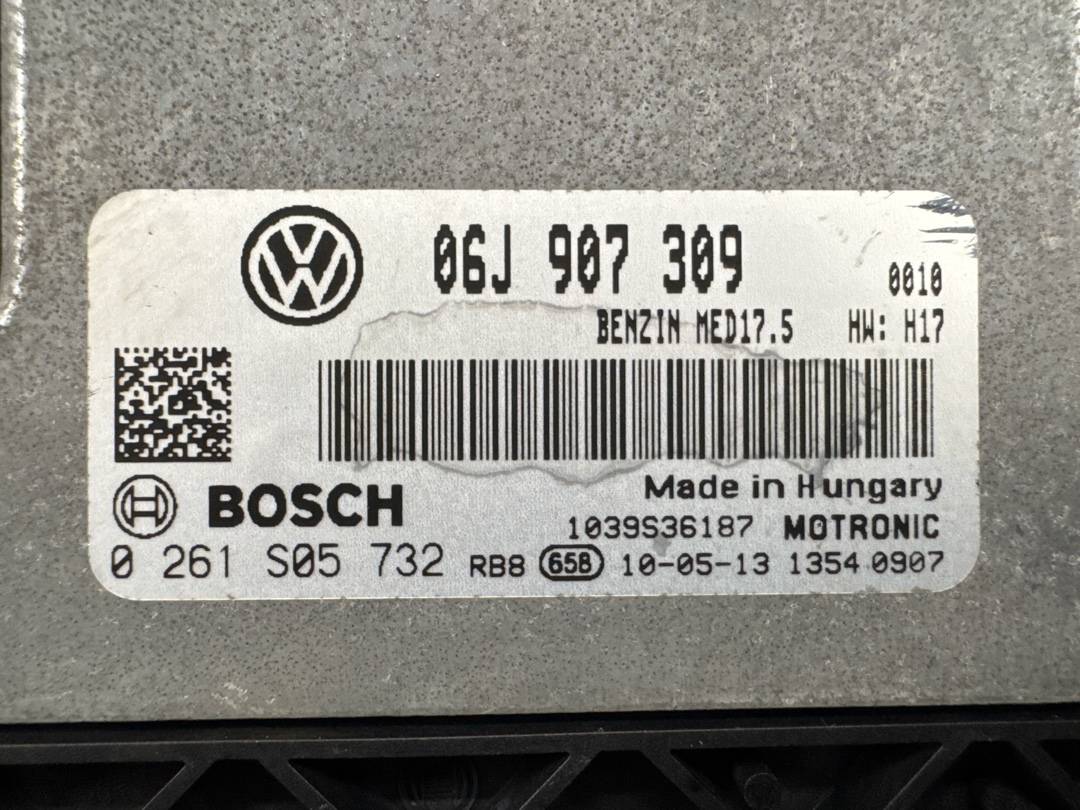 06J 907 309
0010
BENZIN MED17.5 HW: H17
BOSCH
Made in Hungary
1039S36187 MOTRONIC
0 261 S05 732 RB8 658 10-05-13 1354 0907